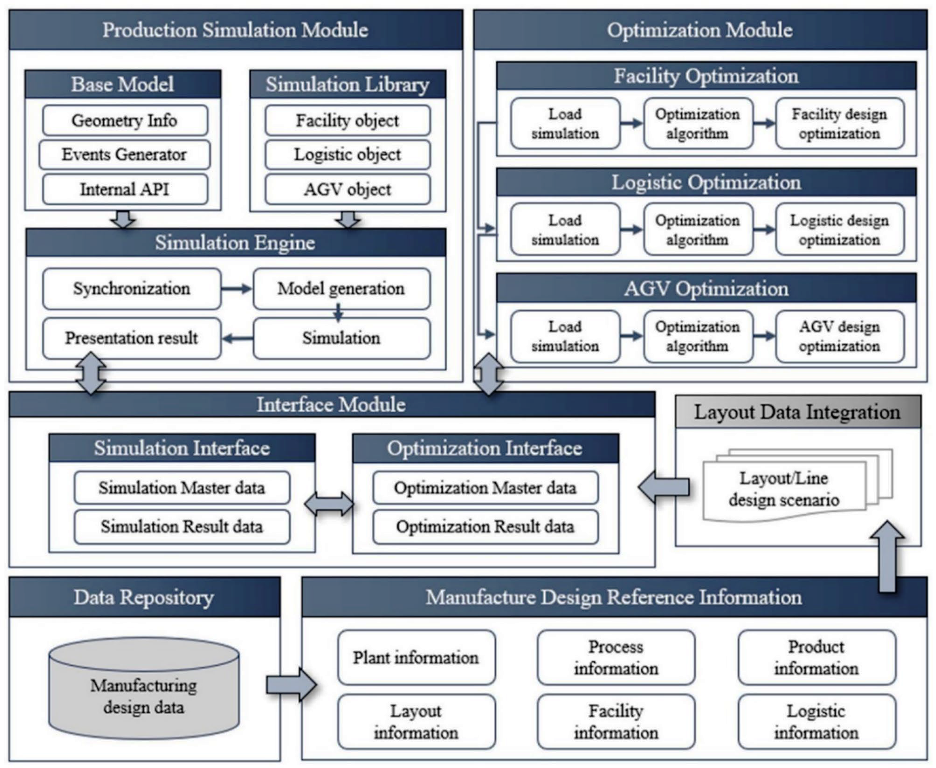 Production Simulation Module
Base Model
Geometry Info
Events Generator
Internal API
Simulation Library
Facility object
Logistic object
AGV object
Simulation Engine
Synchronization
Model generation
Presentation result
Simulation
Optimization Module
Facility Optimization
Load
simulation
Optimization
algorithm
Facility design
optimization
Logistic Optimization
Load
simulation
Optimization
algorithm
Logistic design
optimization
AGV Optimization
Load
simulation
Optimization
algorithm
AGV design
optimization
Interface Module
Simulation Interface
Simulation Master data
Simulation Result data
Optimization Interface
Optimization Master data
Optimization Result data
Layout Data Integration
Layout/Line
design scenario
Data Repository
Manufacturing
design data
Manufacture Design Reference Information
Plant information
Process
information
Product
information
Layout
information
Facility
information
Logistic
information